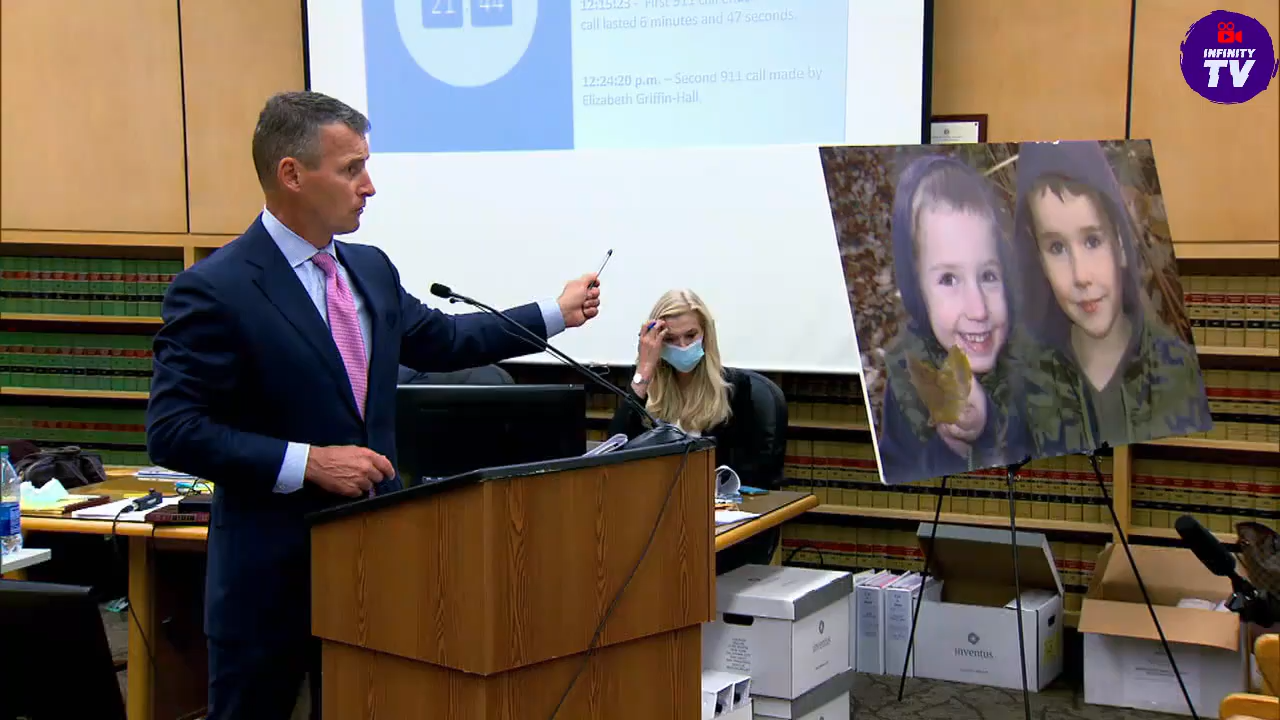 21:44
12:15:23 - First 911 call
call lasted 6 minutes and 47 seconds.
12:24:20 p.m. – Second 911 call made by
Elizabeth Griffin-Hall
INFINITY
TV
inventus